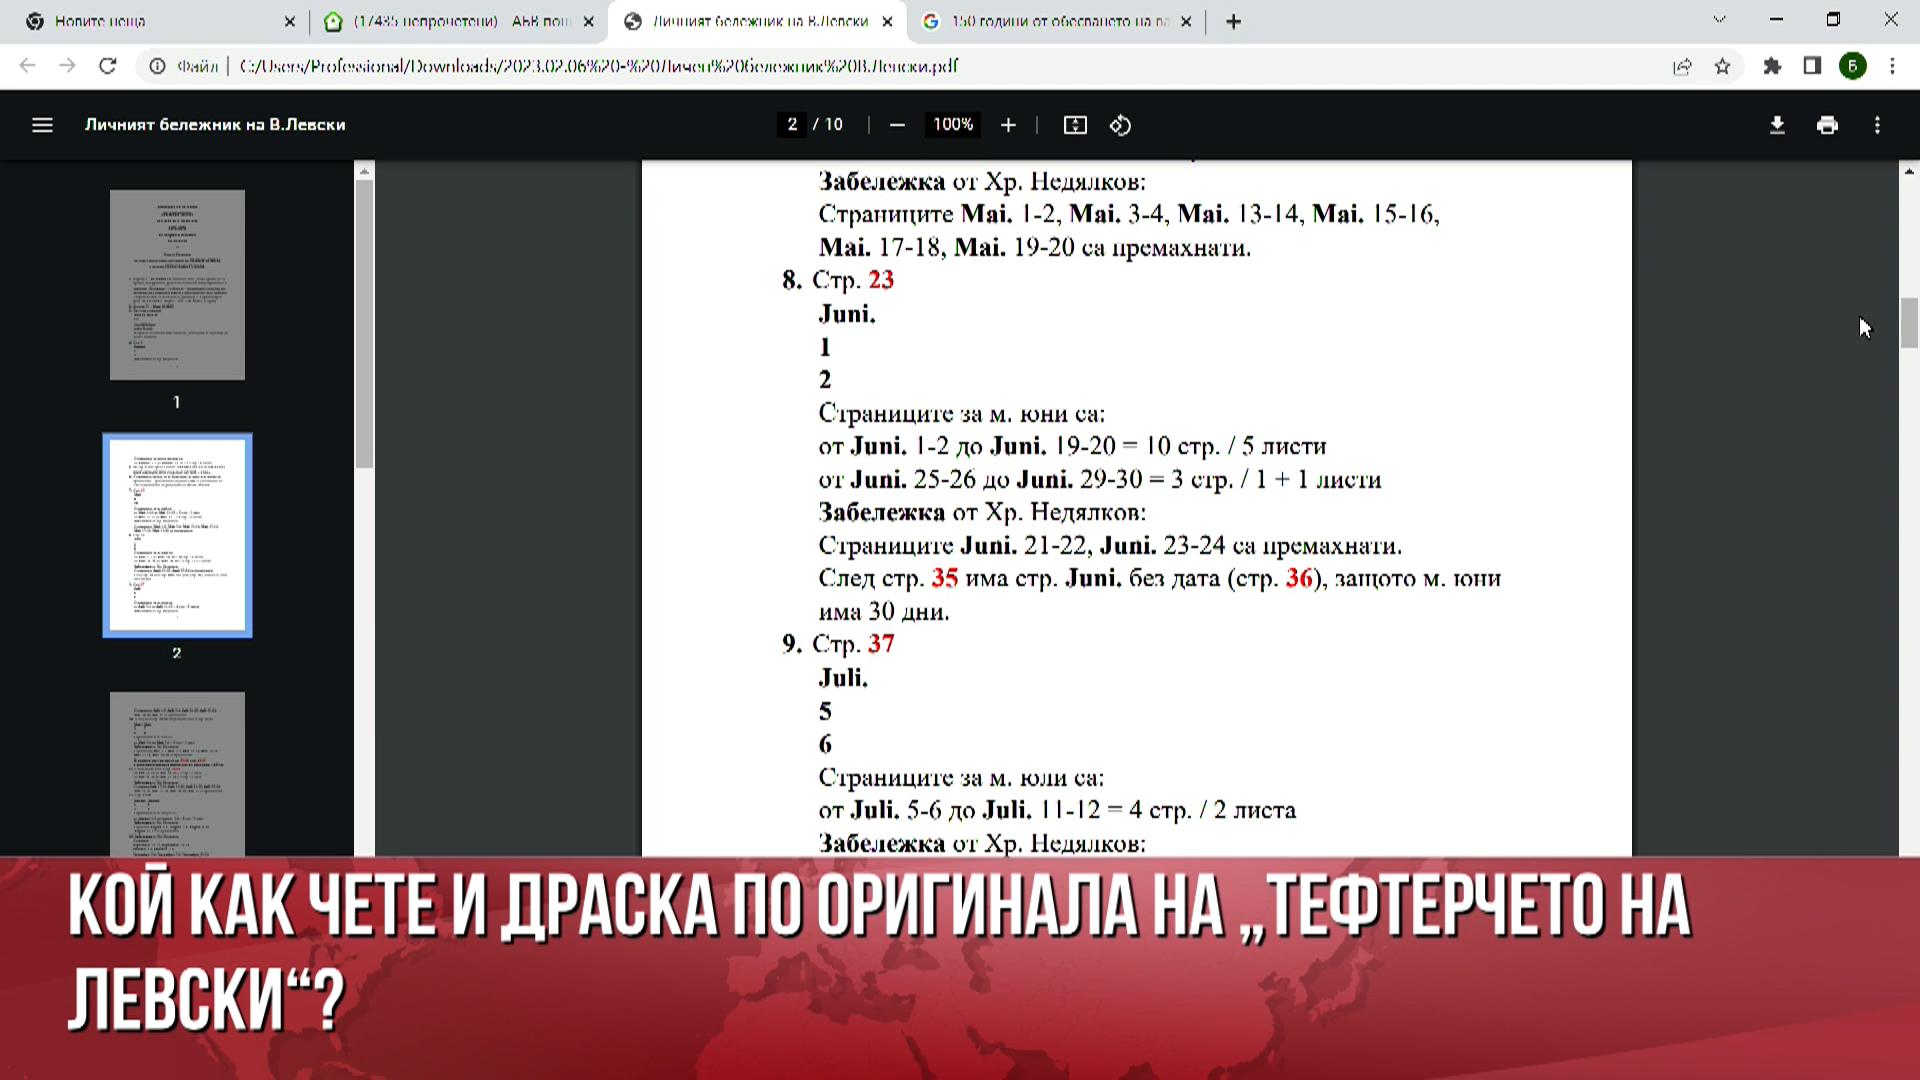 Новите неща
(17435 непрочетени) АБВ пощ
Личният бележник на В.Левски
150 години от обесването на ва
Файл
C:/Users/Professional/Downloads/2023.02.06%20-%20Личен%20бележник%20В.Левски.pdf
Б
Личният бележник на В.Левски
2 / 10
100%
1
2
Забележка от Хр. Недялков:
Страниците Mai. 1-2, Mai. 3-4, Mai. 13-14, Mai. 15-16,
Mai. 17-18, Mai. 19-20 са премахнати.
8. Стр. 23
Juni.
1
2
Страниците за м. юни са:
от Juni. 1-2 до Juni. 19-20 = 10 стр. / 5 листи
от Juni. 25-26 до Juni. 29-30 = 3 стр. / 1 + 1 листи
Забележка от Хр. Недялков:
Страниците Juni. 21-22, Juni. 23-24 са премахнати.
След стр. 35 има стр. Juni. без дата (стр. 36), защото м. юни
има 30 дни.
9. Стр. 37
Juli.
5
6
Страниците за м. юли са:
от Juli. 5-6 до Juli. 11-12 = 4 стр. / 2 листа
Забележка от Хр. Недялков:
КОЙ КАК ЧЕТЕ И ДРАСКА ПО ОРИГИНАЛА НА „ТЕФТЕРЧЕТО НА
ЛЕВСКИ“?